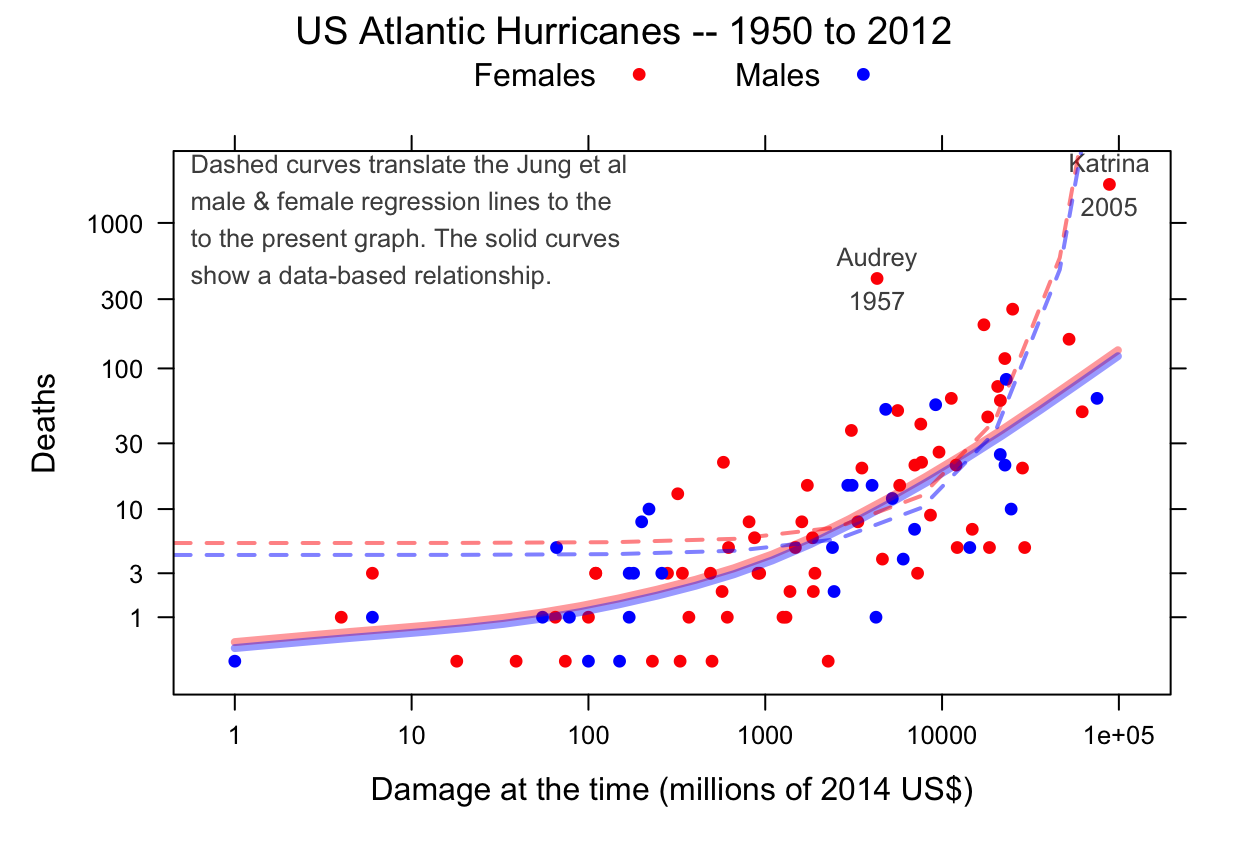 US Atlantic Hurricanes -- 1950 to 2012
Females
Males
Dashed curves translate the Jung et al
male & female regression lines to the
to the present graph. The solid curves
show a data-based relationship.
Katrina
2005
Audrey
1957
1000
300
100
30
10
3
1
Deaths
1
10
100
1000
10000
1e+05
Damage at the time (millions of 2014 US$)